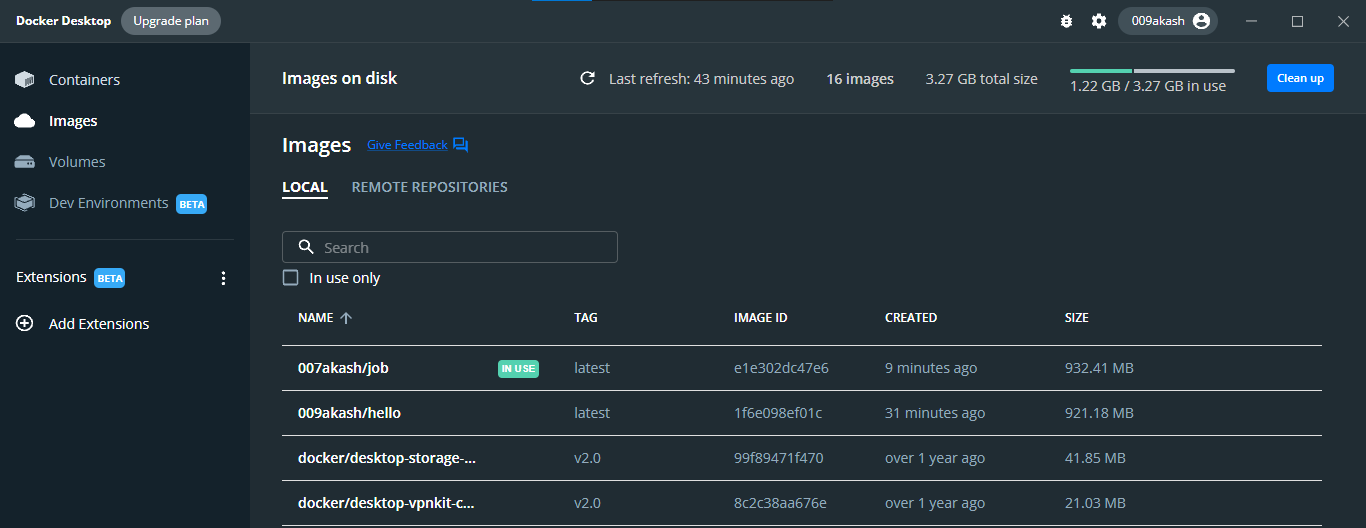 Docker Desktop Upgrade plan 009akash
Containers
Images
Volumes
Dev Environments BETA
Extensions BETA
Add Extensions
Images on disk Last refresh: 43 minutes ago 16 images 3.27 GB total size 1.22 GB / 3.27 GB in use Clean up
Images Give Feedback
LOCAL REMOTE REPOSITORIES
Search
In use only
NAME TAG IMAGE ID CREATED SIZE
007akash/job IN USE latest e1e302dc47e6 9 minutes ago 932.41 MB
009akash/hello latest 1f6e098ef01c 31 minutes ago 921.18 MB
docker/desktop-storage-... v2.0 99f89471f470 over 1 year ago 41.85 MB
docker/desktop-vpnkit-c... v2.0 8c2c38aa676e over 1 year ago 21.03 MB